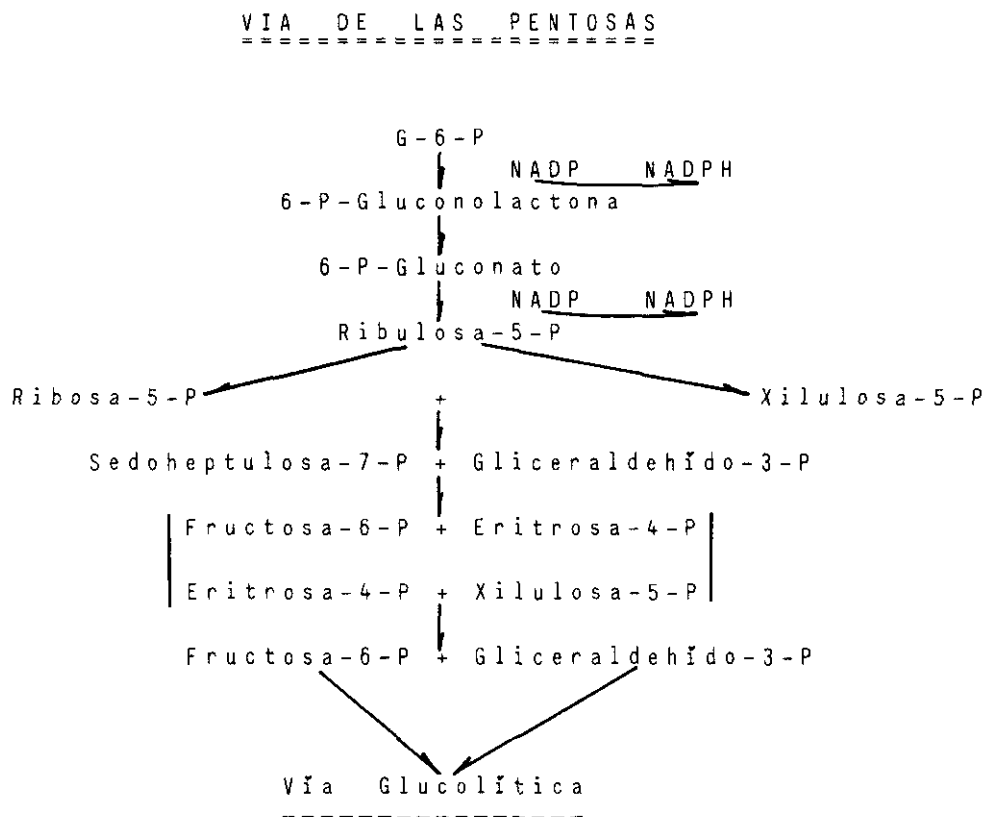 VIA DE LAS PENTOSAS
G-6-P
NADP NADPH
6-P-Gluconolactona
6-P-Gluconato
NADP NADPH
Ribulosa-5-P
Ribosa-5-P + Xilulosa-5-P
Sedoheptulosa-7-P + Gliceraldehído-3-P
Fructosa-6-P + Eritrosa-4-P
Eritrosa-4-P + Xilulosa-5-P
Fructosa-6-P + Gliceraldehído-3-P
Vía Glucolítica